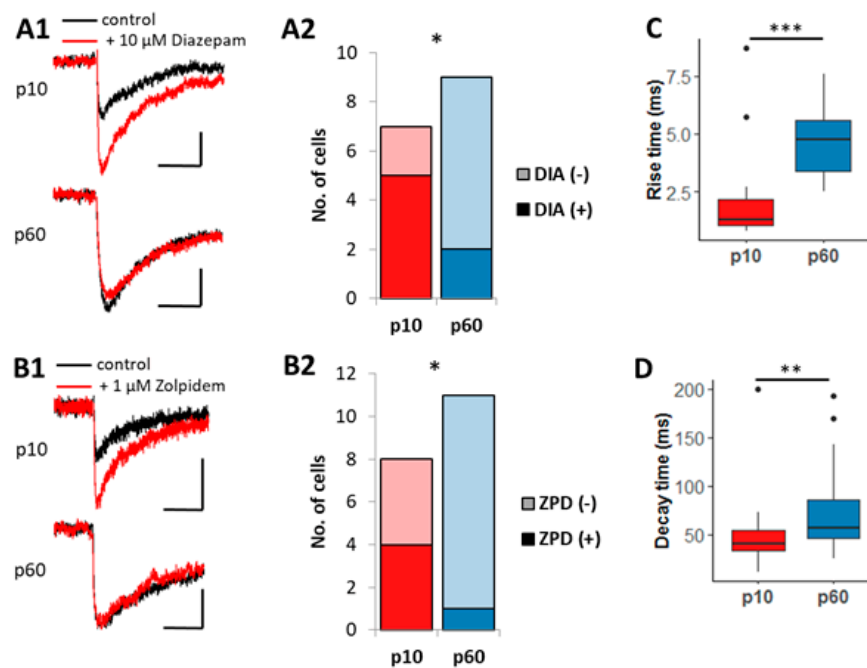 A1
control
+ 10 µM Diazepam
p10
p60
A2
*
10
8
6
4
2
0
No. of cells
p10 p60
DIA (-)
DIA (+)
C
***
7.5
5.0
2.5
Rise time (ms)
p10 p60
B1
control
+ 1 µM Zolpidem
p10
p60
B2
*
12
10
8
6
4
2
0
No. of cells
p10 p60
ZPD (-)
ZPD (+)
D
**
200
150
100
50
Decay time (ms)
p10 p60